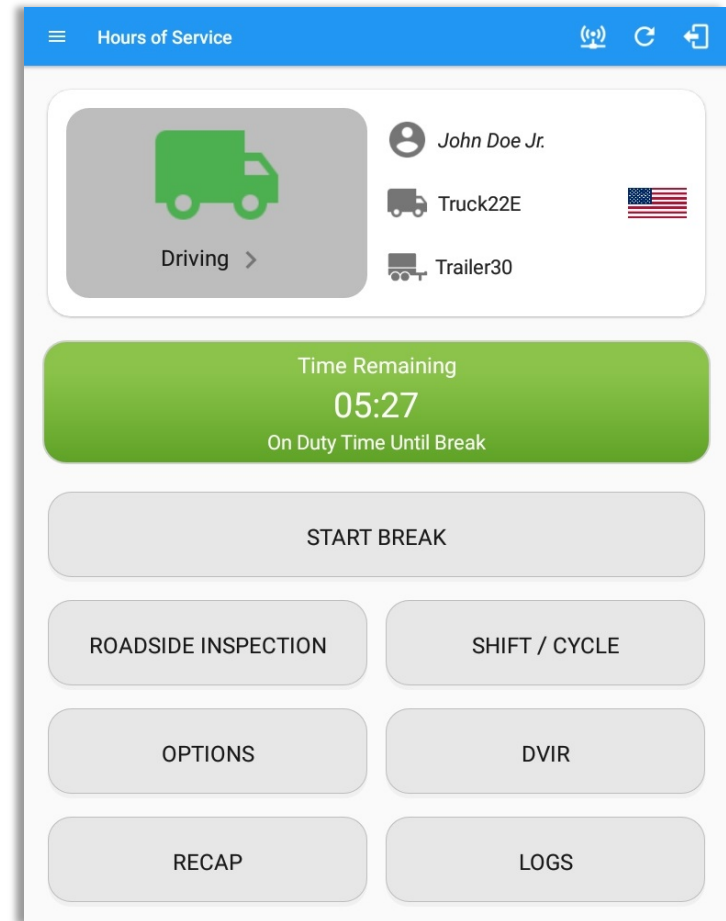 Hours of Service
John Doe Jr.
Truck22E
Driving
Trailer30
Time Remaining
05:27
On Duty Time Until Break
START BREAK
ROADSIDE INSPECTION
SHIFT / CYCLE
OPTIONS
DVIR
RECAP
LOGS